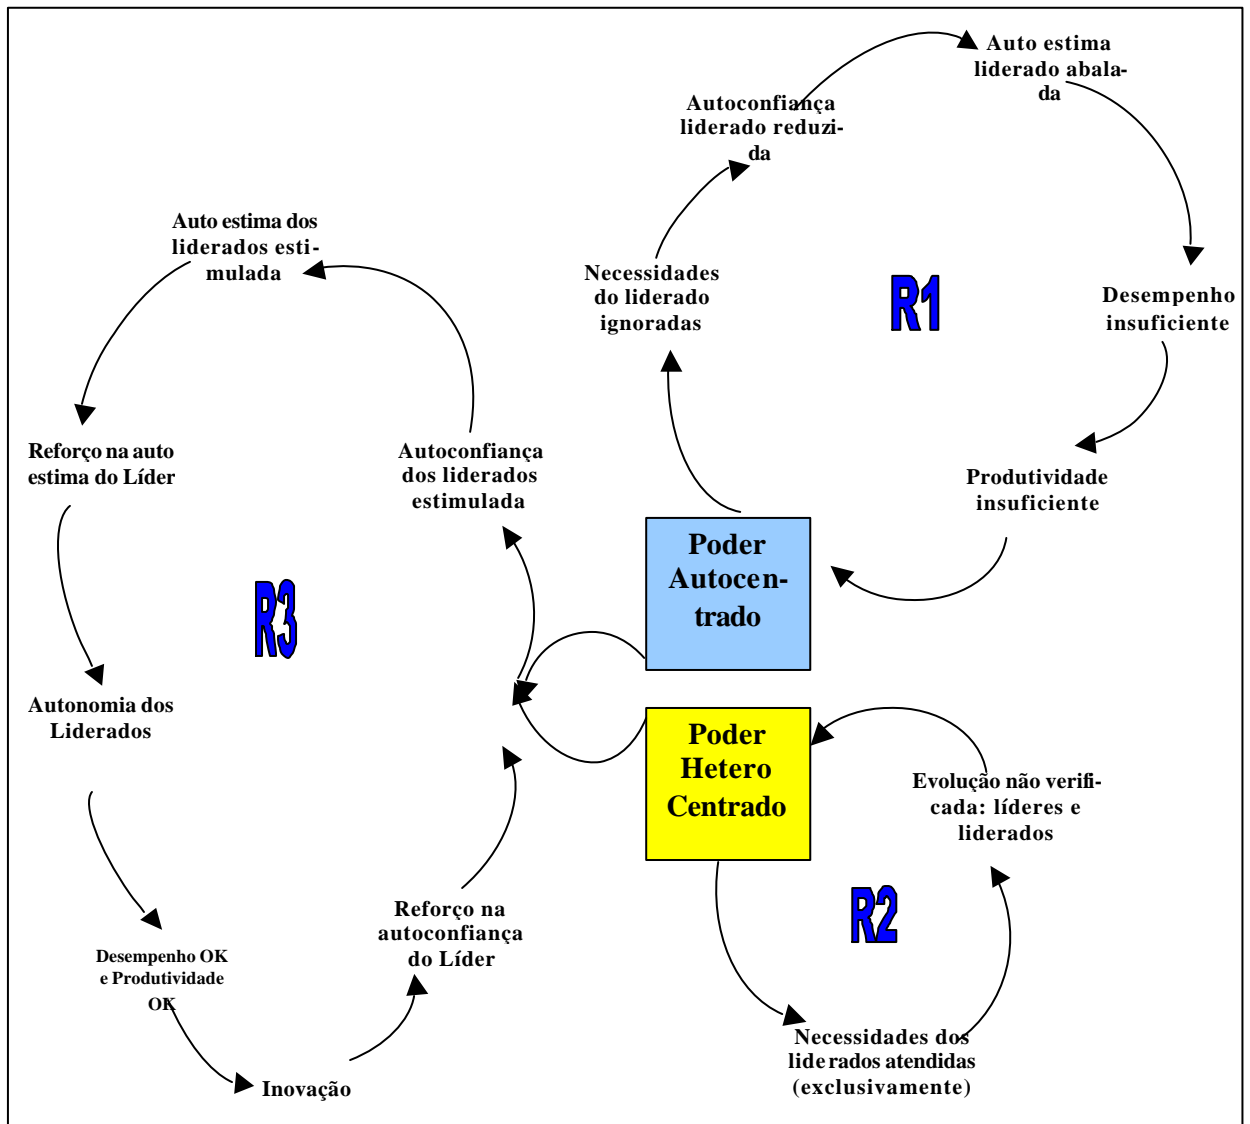 Auto estima
liderado abala-
da
Autoconfiança
liderado reduzi-
da
Necessidades
do liderado
ignoradas
R1
Desempenho
insuficiente
Produtividade
insuficiente
Poder
Autocen-
trado
Auto estima dos
liderados esti-
mulada
Reforço na auto
estima do Líder
Autoconfiança
dos liderados
estimulada
R3
Autonomia dos
Liderados
Desempenho OK
e Produtividade
OK
Inovação
Reforço na
autoconfiança
do Líder
Poder
Hetero
Centrado
Evolução não verifi-
cada: líderes e
liderados
R2
Necessidades dos
liderados atendidas
(exclusivamente)